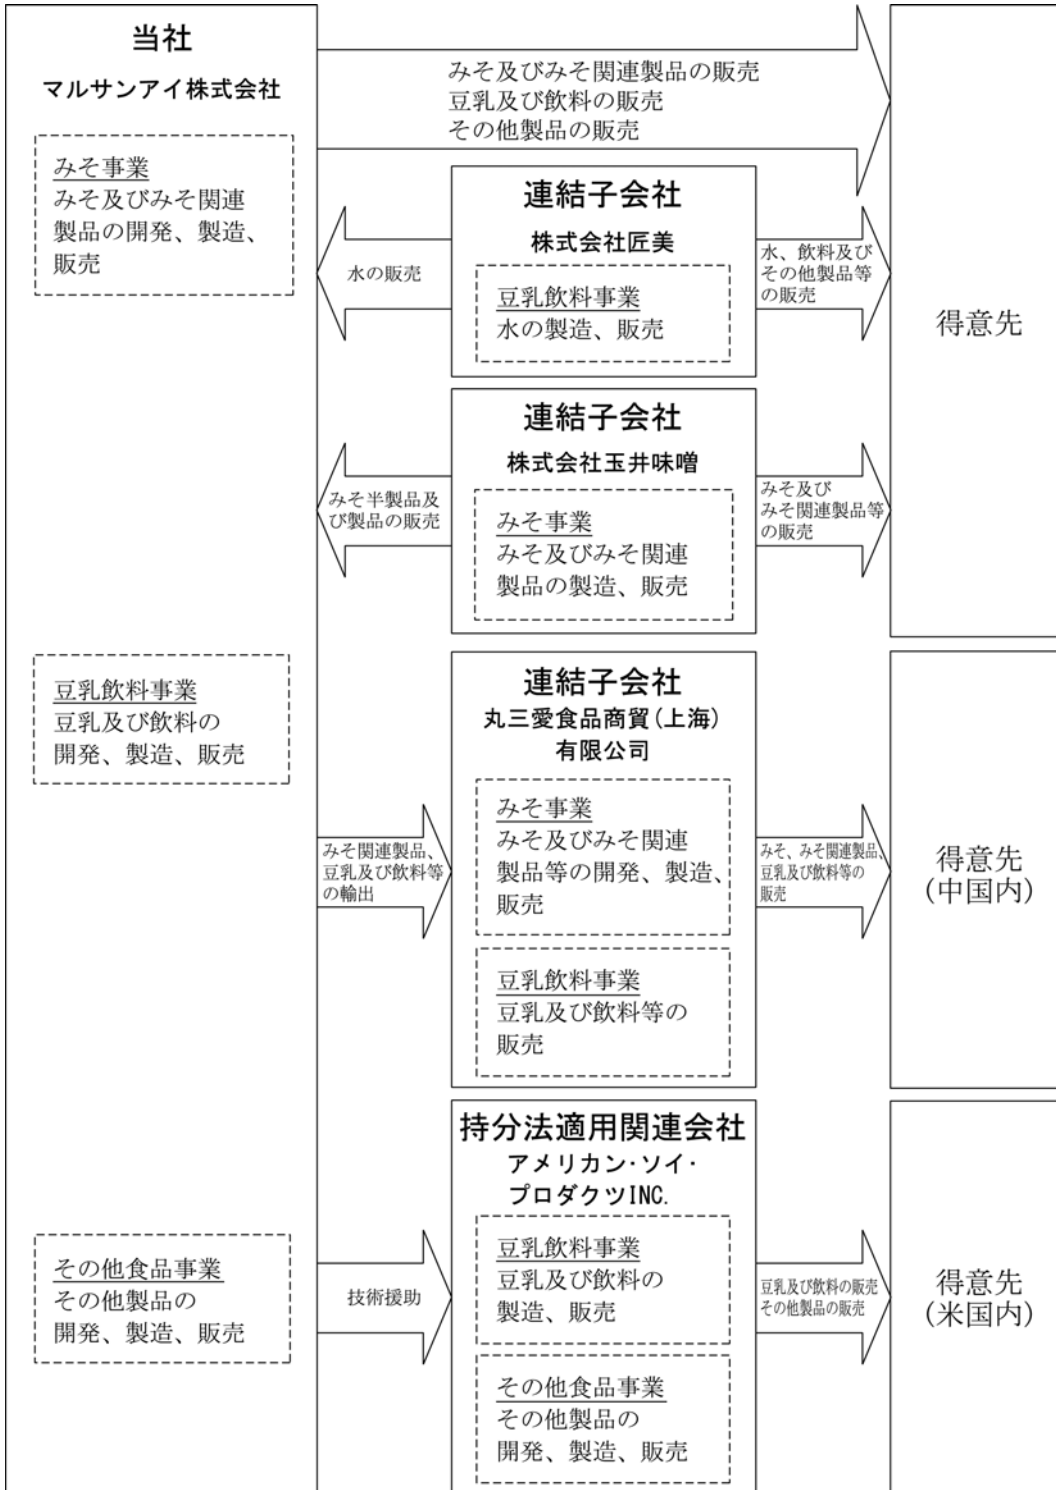 当社
マルサンアイ株式会社
みそ事業
みそ及びみそ関連
製品の開発、製造、
販売
みそ及びみそ関連製品の販売
豆乳及び飲料の販売
その他製品の販売
連結子会社
株式会社匠美
豆乳飲料事業
水の製造、販売
水の販売
水、飲料及び
その他製品等
の販売
得意先
連結子会社
株式会社玉井味噌
みそ事業
みそ及びみそ関連
製品の製造、販売
みそ半製品及
び製品の販売
みそ及び
みそ関連製品等
の販売
豆乳飲料事業
豆乳及び飲料の
開発、製造、販売
連結子会社
丸三愛食品商貿(上海)
有限公司
みそ事業
みそ及びみそ関連
製品等の開発、製造、
販売
豆乳飲料事業
豆乳及び飲料等の
販売
みそ関連製品、
豆乳及び飲料等
の輸出
みそ、みそ関連製品、
豆乳及び飲料等の
販売
得意先
(中国内)
その他食品事業
その他製品の
開発、製造、販売
技術援助
持分法適用関連会社
アメリカン・ソイ・
プロダクツINC.
豆乳飲料事業
豆乳及び飲料の
製造、販売
その他食品事業
その他製品の
開発、製造、販売
豆乳及び飲料の販売
その他製品の販売
得意先
(米国内)